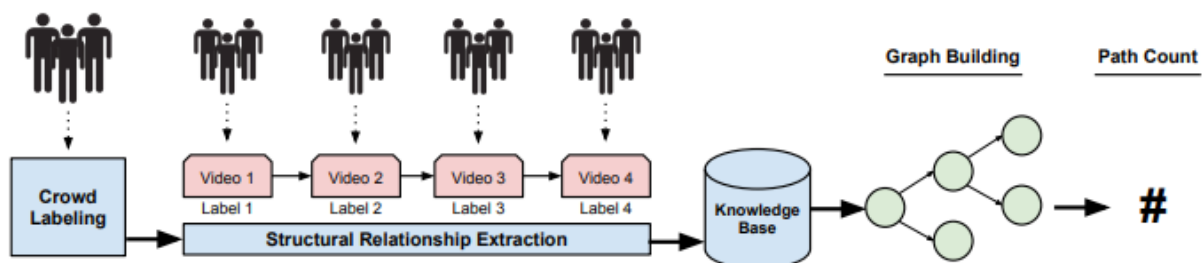 Graph Building
Path Count
Crowd
Labeling
Video 1
Video 2
Video 3
Video 4
Label 1
Label 2
Label 3
Label 4
Structural Relationship Extraction
Knowledge
Base
#